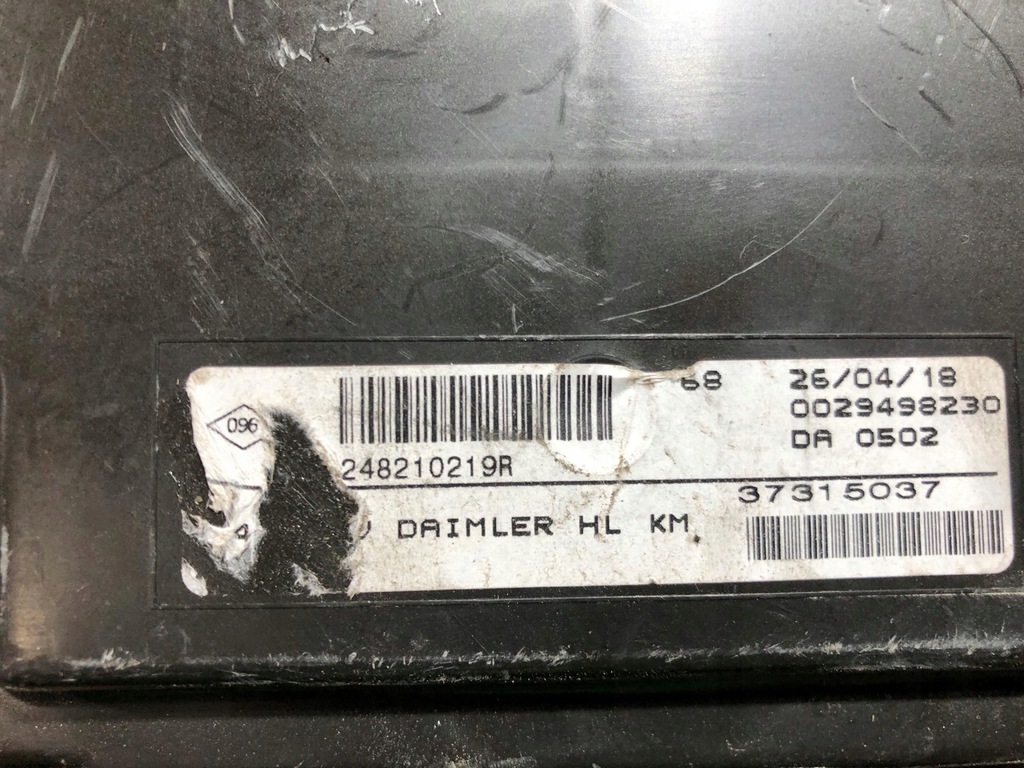 68 26/04/18
096
0029498230
DA 0502
248210219R
37315037
DAIMLER HL KM